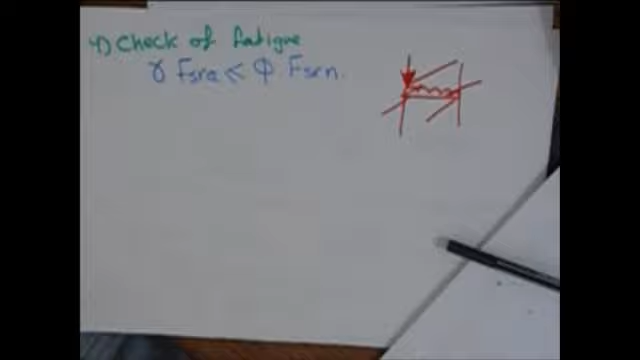 4) Check of fatigue
γ Fsra < Φ Fsrn.